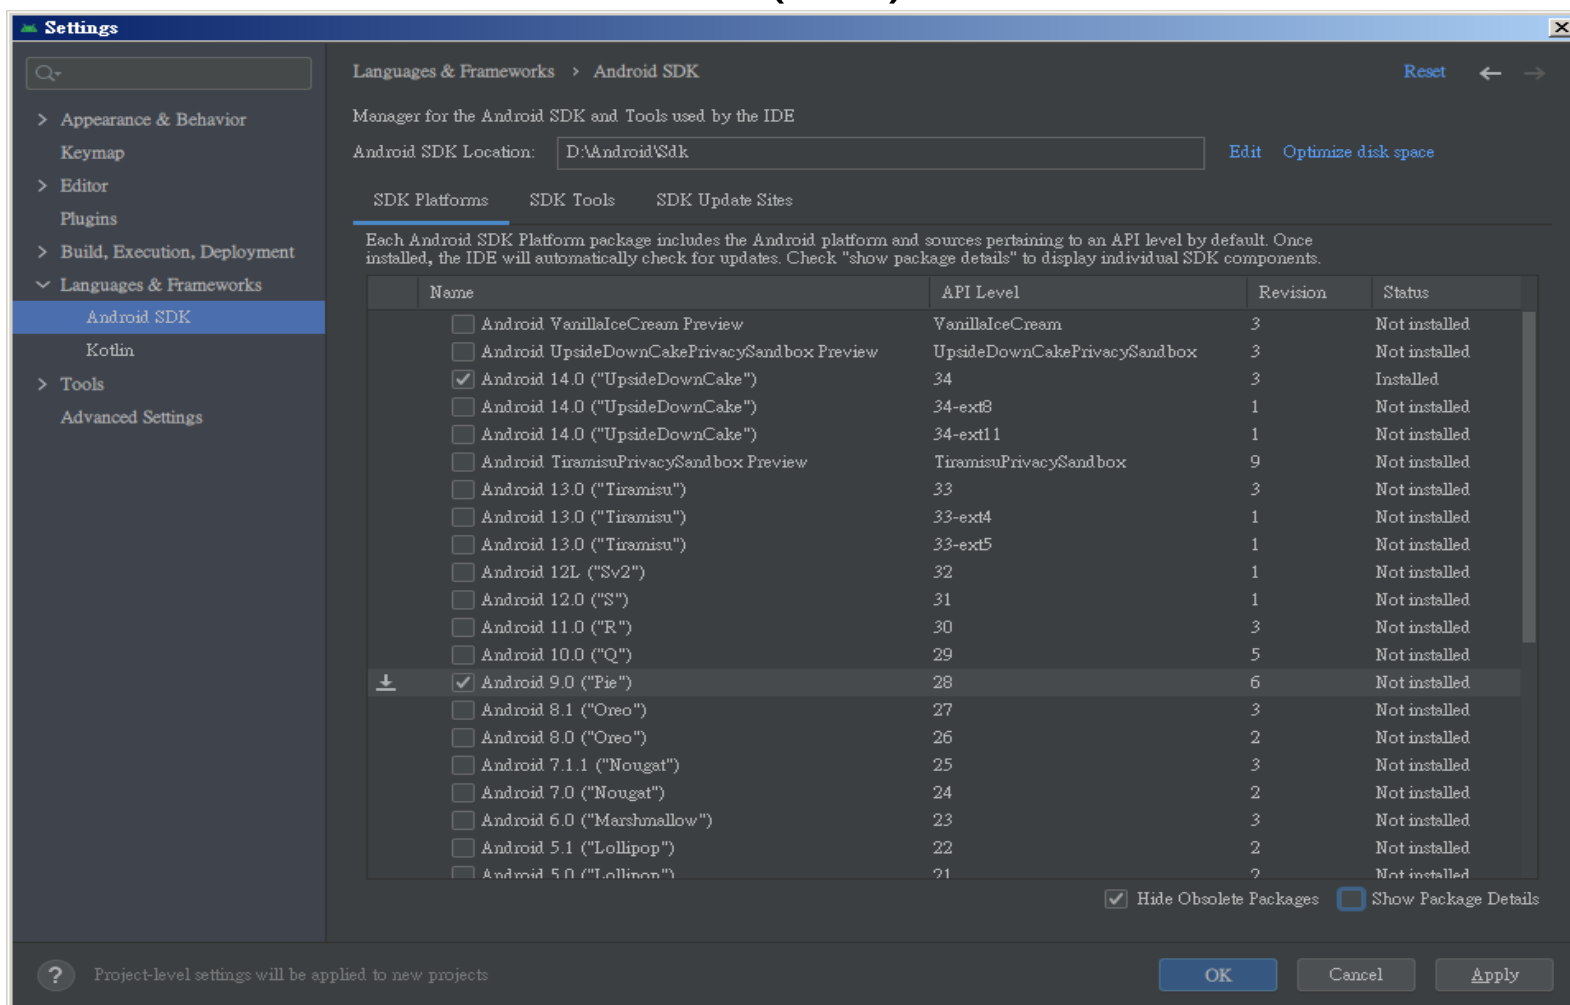 Settings
Languages & Frameworks > Android SDK Reset
Appearance & Behavior
Keymap
Editor
Plugins
Build, Execution, Deployment
Languages & Frameworks
Android SDK
Kotlin
Tools
Advanced Settings
Manager for the Android SDK and Tools used by the IDE
Android SDK Location: D:\Android\Sdk Edit Optimize disk space
SDK Platforms SDK Tools SDK Update Sites
Each Android SDK Platform package includes the Android platform and sources pertaining to an API level by default. Once
installed, the IDE will automatically check for updates. Check "show package details" to display individual SDK components.
Name API Level Revision Status
Android VanillaIceCream Preview VanillaIceCream 3 Not installed
Android UpsideDownCakePrivacySandbox Preview UpsideDownCakePrivacySandbox 3 Not installed
Android 14.0 ("UpsideDownCake") 34 3 Installed
Android 14.0 ("UpsideDownCake") 34-ext8 1 Not installed
Android 14.0 ("UpsideDownCake") 34-ext11 1 Not installed
Android TiramisuPrivacySandbox Preview TiramisuPrivacySandbox 9 Not installed
Android 13.0 ("Tiramisu") 33 3 Not installed
Android 13.0 ("Tiramisu") 33-ext4 1 Not installed
Android 13.0 ("Tiramisu") 33-ext5 1 Not installed
Android 12L ("Sv2") 32 1 Not installed
Android 12.0 ("S") 31 1 Not installed
Android 11.0 ("R") 30 3 Not installed
Android 10.0 ("Q") 29 5 Not installed
Android 9.0 ("Pie") 28 6 Not installed
Android 8.1 ("Oreo") 27 3 Not installed
Android 8.0 ("Oreo") 26 2 Not installed
Android 7.1.1 ("Nougat") 25 3 Not installed
Android 7.0 ("Nougat") 24 2 Not installed
Android 6.0 ("Marshmallow") 23 3 Not installed
Android 5.1 ("Lollipop") 22 2 Not installed
Android 5.0 ("Lollipop") 21 2 Not installed
Hide Obsolete Packages Show Package Details
? Project-level settings will be applied to new projects
OK Cancel Apply